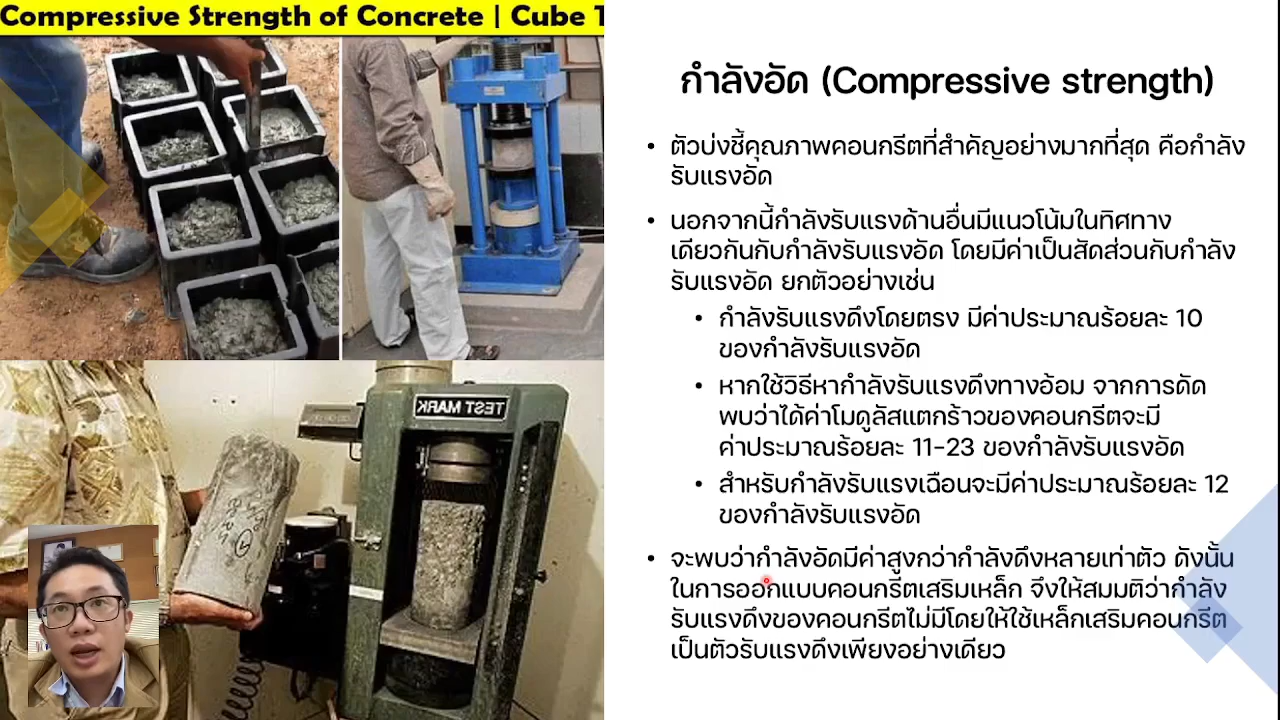 Compressive Strength of Concrete | Cube T
TEST MARK
กำลังอัด (Compressive strength)
• ตัวบ่งชี้คุณภาพคอนกรีตที่สำคัญอย่างมากที่สุด คือกำลัง
รับแรงอัด
• นอกจากนี้กำลังรับแรงด้านอื่นมีแนวโน้มในทิศทาง
เดียวกันกับกำลังรับแรงอัด โดยมีค่าเป็นสัดส่วนกับกำลัง
รับแรงอัด ยกตัวอย่างเช่น
• กำลังรับแรงดึงโดยตรง มีค่าประมาณร้อยละ 10
ของกำลังรับแรงอัด
• หากใช้วิธีหากำลังรับแรงดึงทางอ้อม จากการดัด
พบว่าได้ค่าโมดูลัสแตกร้าวของคอนกรีตจะมี
ค่าประมาณร้อยละ 11-23 ของกำลังรับแรงอัด
• สำหรับกำลังรับแรงเฉือนจะมีค่าประมาณร้อยละ 12
ของกำลังรับแรงอัด
• จะพบว่ากำลังอัดมีค่าสูงกว่ากำลังดึงหลายเท่าตัว ดังนั้น
ในการออกแบบคอนกรีตเสริมเหล็ก จึงให้สมมติว่ากำลัง
รับแรงดึงของคอนกรีตไม่มีโดยให้ใช้เหล็กเสริมคอนกรีต
เป็นตัวรับแรงดึงเพียงอย่างเดียว